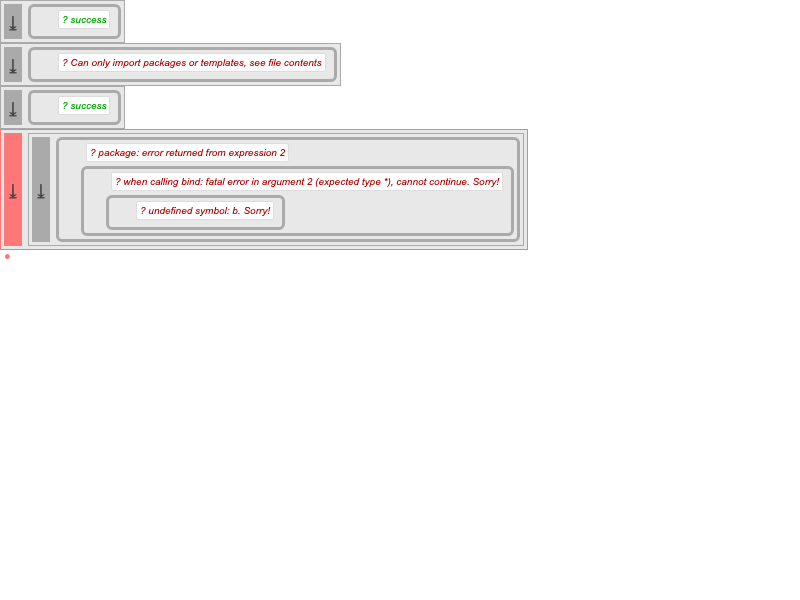 ? success
? Can only import packages or templates, see file contents
? success
? package: error returned from expression 2
? when calling bind: fatal error in argument 2 (expected type *), cannot continue. Sorry!
? undefined symbol: b. Sorry!